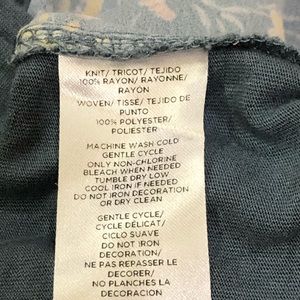 KNIT/ TRICOT/ TEJIDO
100% RAYON/ RAYONNE/
RAYON
WOVEN/ TISSÉ/ TEJIDO DE
PUNTO
100% POLYESTER/
POLIESTER
MACHINE WASH COLD
GENTLE CYCLE
ONLY NON-CHLORINE
BLEACH WHEN NEEDED
TUMBLE DRY LOW
COOL IRON IF NEEDED
DO NOT IRON DECORATION
OR DRY CLEAN
GENTLE CYCLE/
CYCLE DÉLICAT/
CICLO SUAVE
DO NOT IRON
DECORATION/
NE PAS REPASSER LE
DECORER/
NO PLANCHES LA
DECORACION